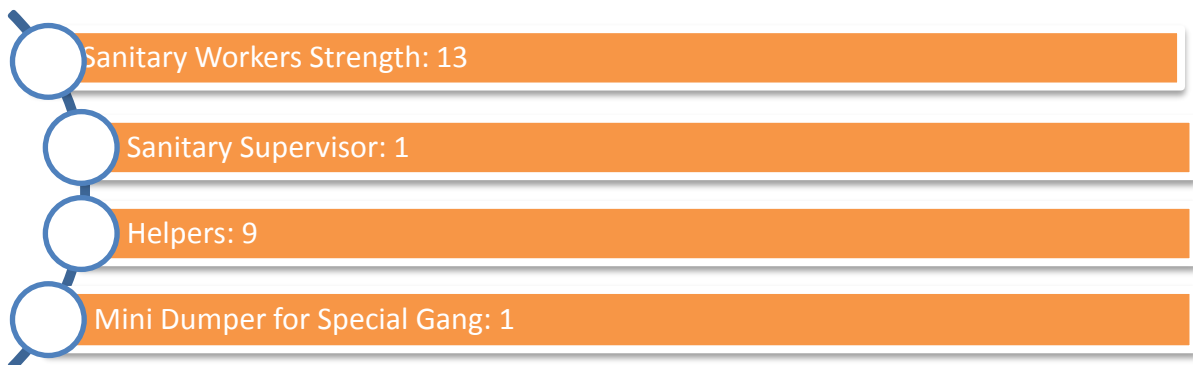 Sanitary Workers Strength: 13
Sanitary Supervisor: 1
Helpers: 9
Mini Dumper for Special Gang: 1